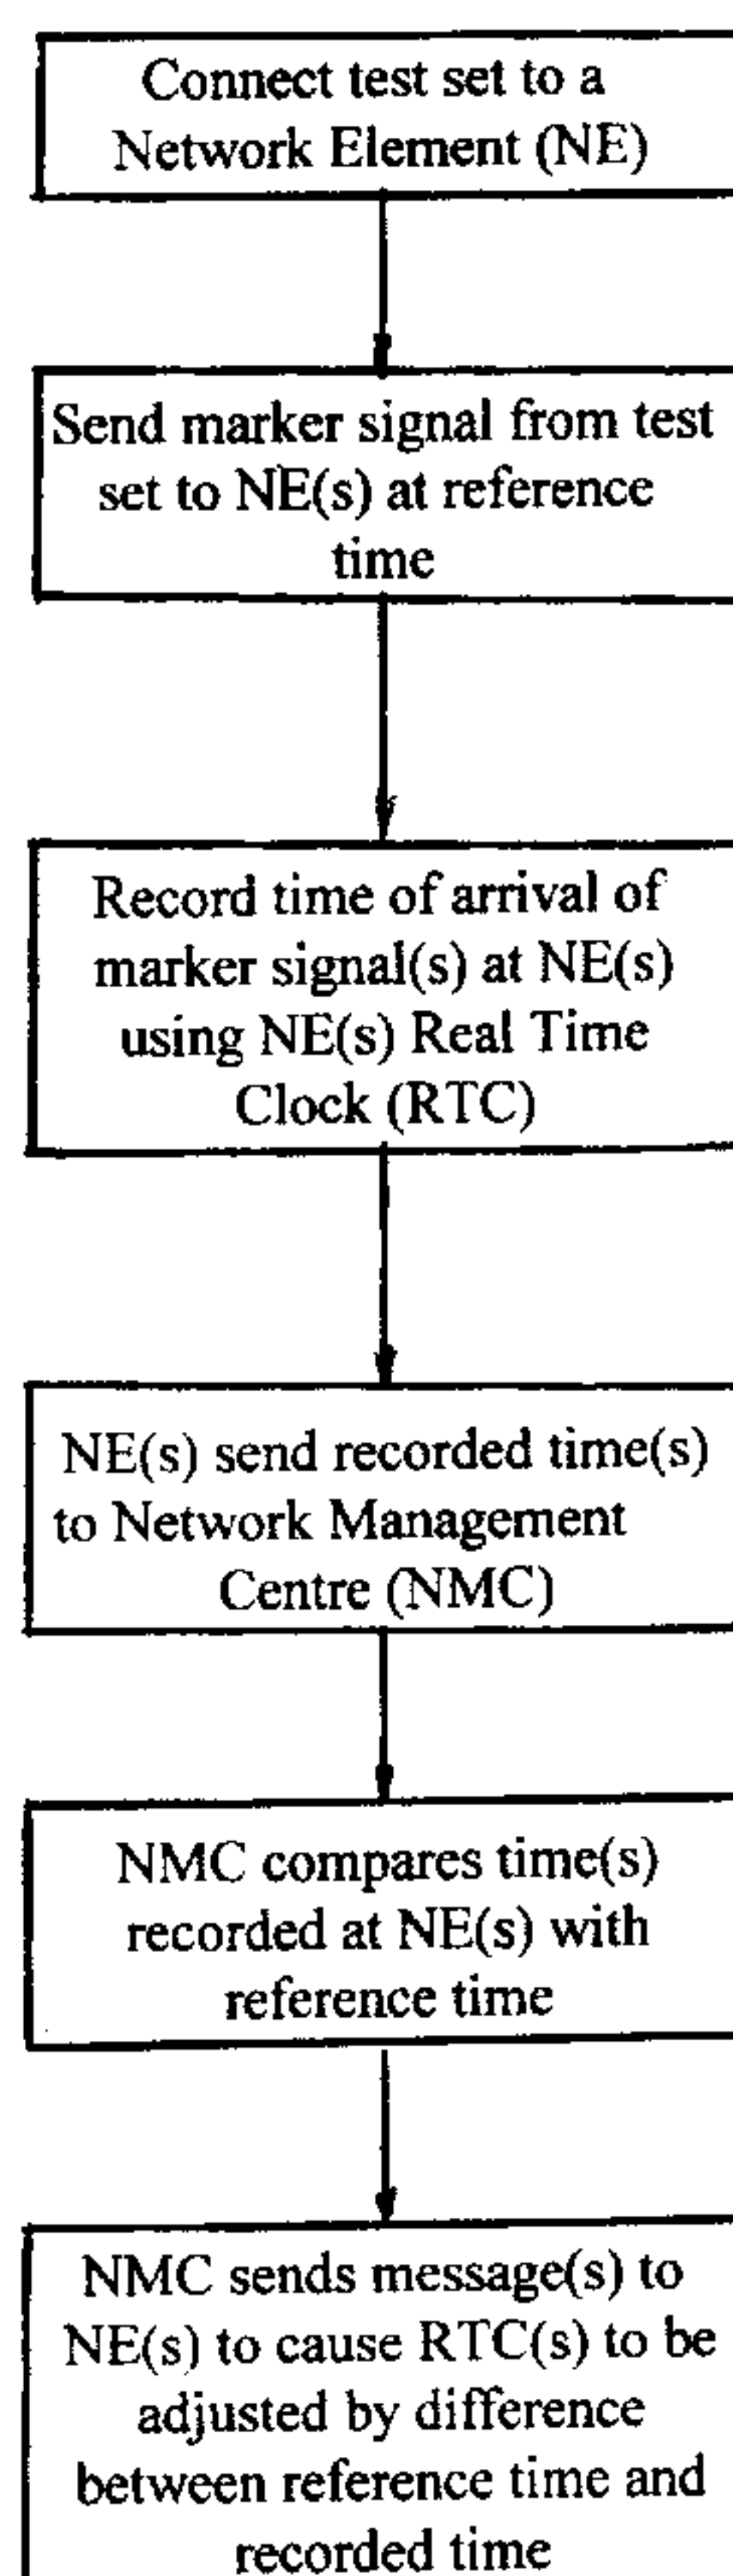 Connect test set to a
Network Element (NE)
Send marker signal from test
set to NE(s) at reference
time
Record time of arrival of
marker signal(s) at NE(s)
using NE(s) Real Time
Clock (RTC)
NE(s) send recorded time(s)
to Network Management
Centre (NMC)
NMC compares time(s)
recorded at NE(s) with
reference time
NMC sends message(s) to
NE(s) to cause RTC(s) to be
adjusted by difference
between reference time and
recorded time